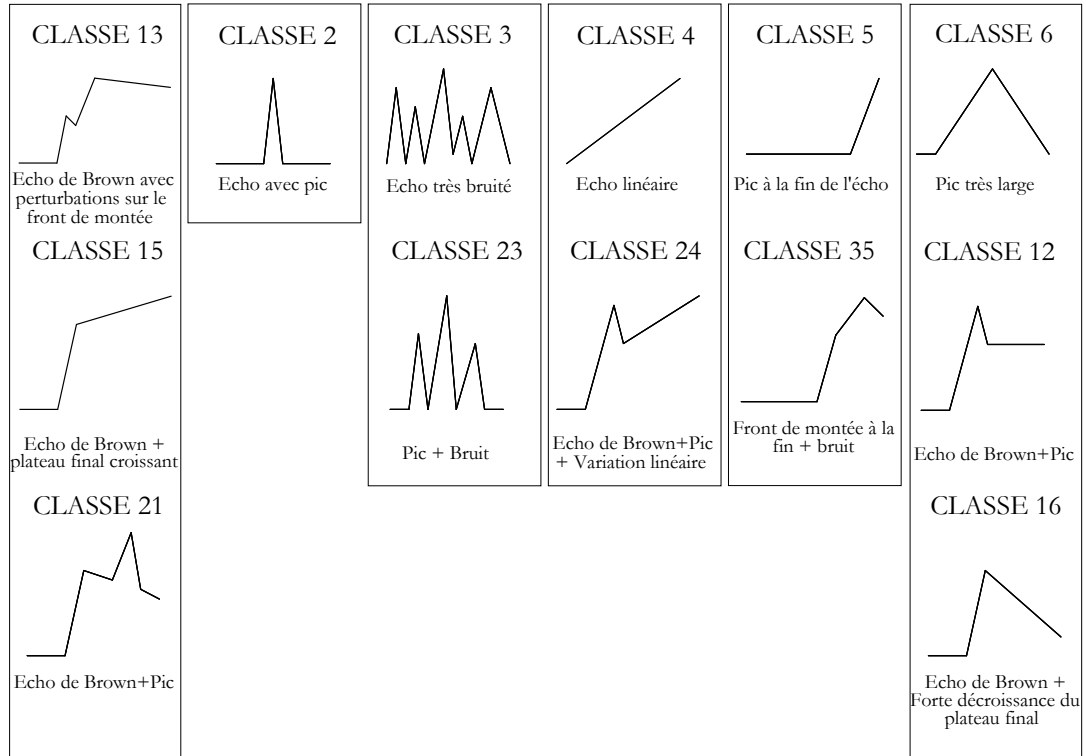 CLASSE 13
Echo de Brown avec
perturbations sur le
front de montée
CLASSE 2
Echo avec pic
CLASSE 3
Echo très bruité
CLASSE 4
Echo linéaire
CLASSE 5
Pic à la fin de l'écho
CLASSE 6
Pic très large
CLASSE 15
Echo de Brown +
plateau final croissant
CLASSE 23
Pic + Bruit
CLASSE 24
Echo de Brown+Pic
+ Variation linéaire
CLASSE 35
Front de montée à la
fin + bruit
CLASSE 12
Echo de Brown+Pic
CLASSE 21
Echo de Brown+Pic
CLASSE 16
Echo de Brown +
Forte décroissance du
plateau final